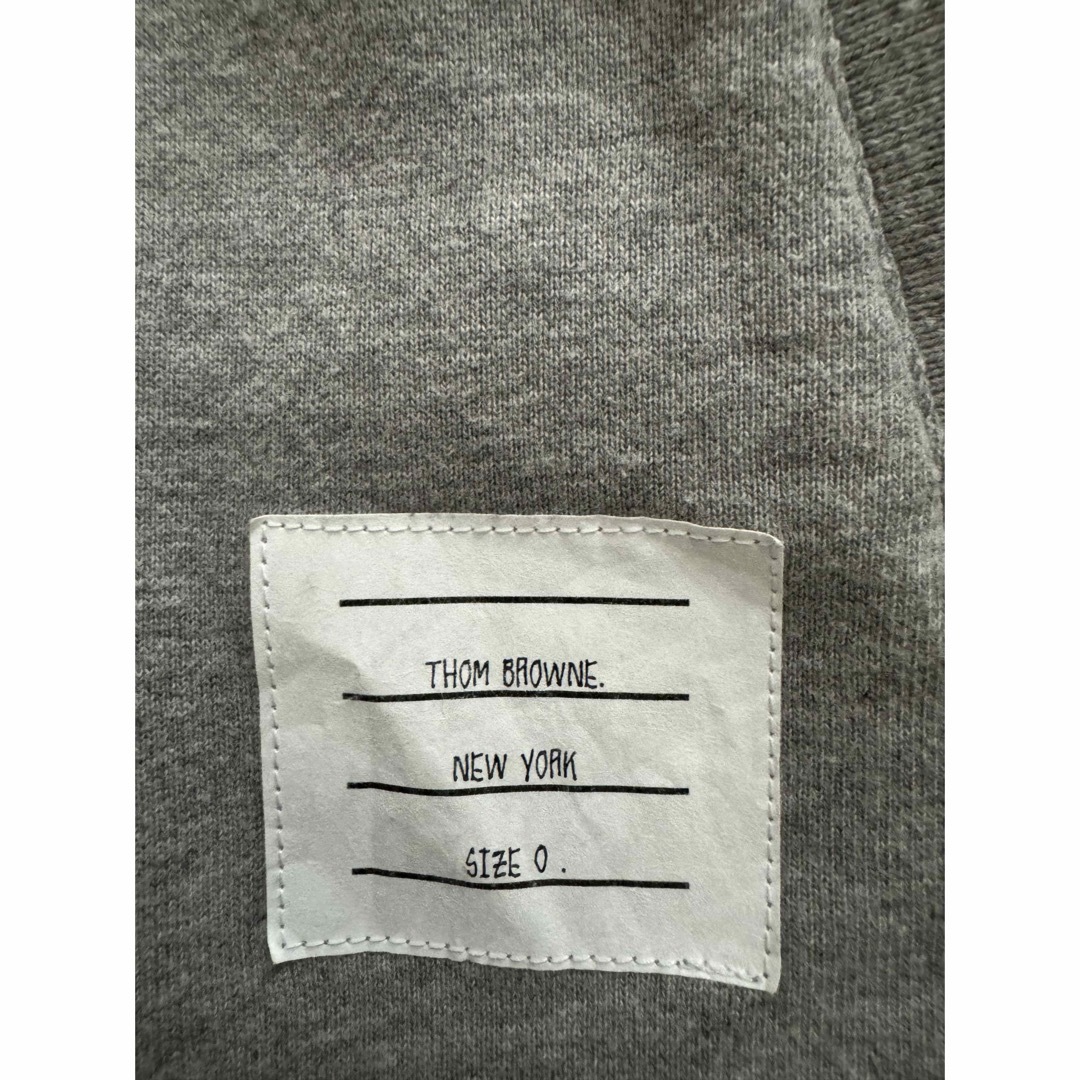 THOM BROWNE.
NEW YORK
SIZE 0 .